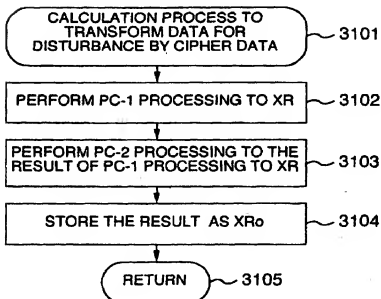 CALCULATION PROCESS TO
TRANSFORM DATA FOR
DISTURBANCE BY CIPHER DATA
3101
PERFORM PC-1 PROCESSING TO XR
3102
PERFORM PC-2 PROCESSING TO THE
RESULT OF PC-1 PROCESSING TO XR
3103
STORE THE RESULT AS XRo
3104
RETURN
3105